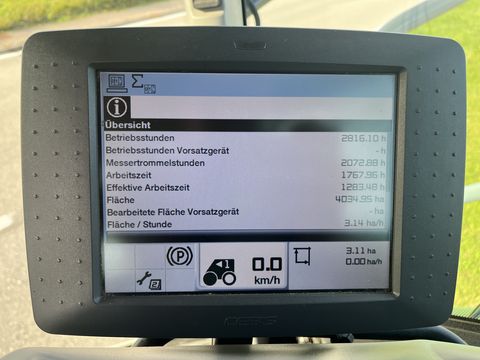 Übersicht
Betriebsstunden 2816.10 h
Betriebsstunden Vorsatzgerät - h
Messertrommelstunden 2072.88 h
Arbeitszeit 1767.96 h
Effektive Arbeitszeit 1283.48 h
Fläche 4034.95 ha
Bearbeitete Fläche Vorsatzgerät - ha
Fläche / Stunde 3.14 ha/h
P 1 0.0 km/h 3.11 ha
0.00 ha/h
2